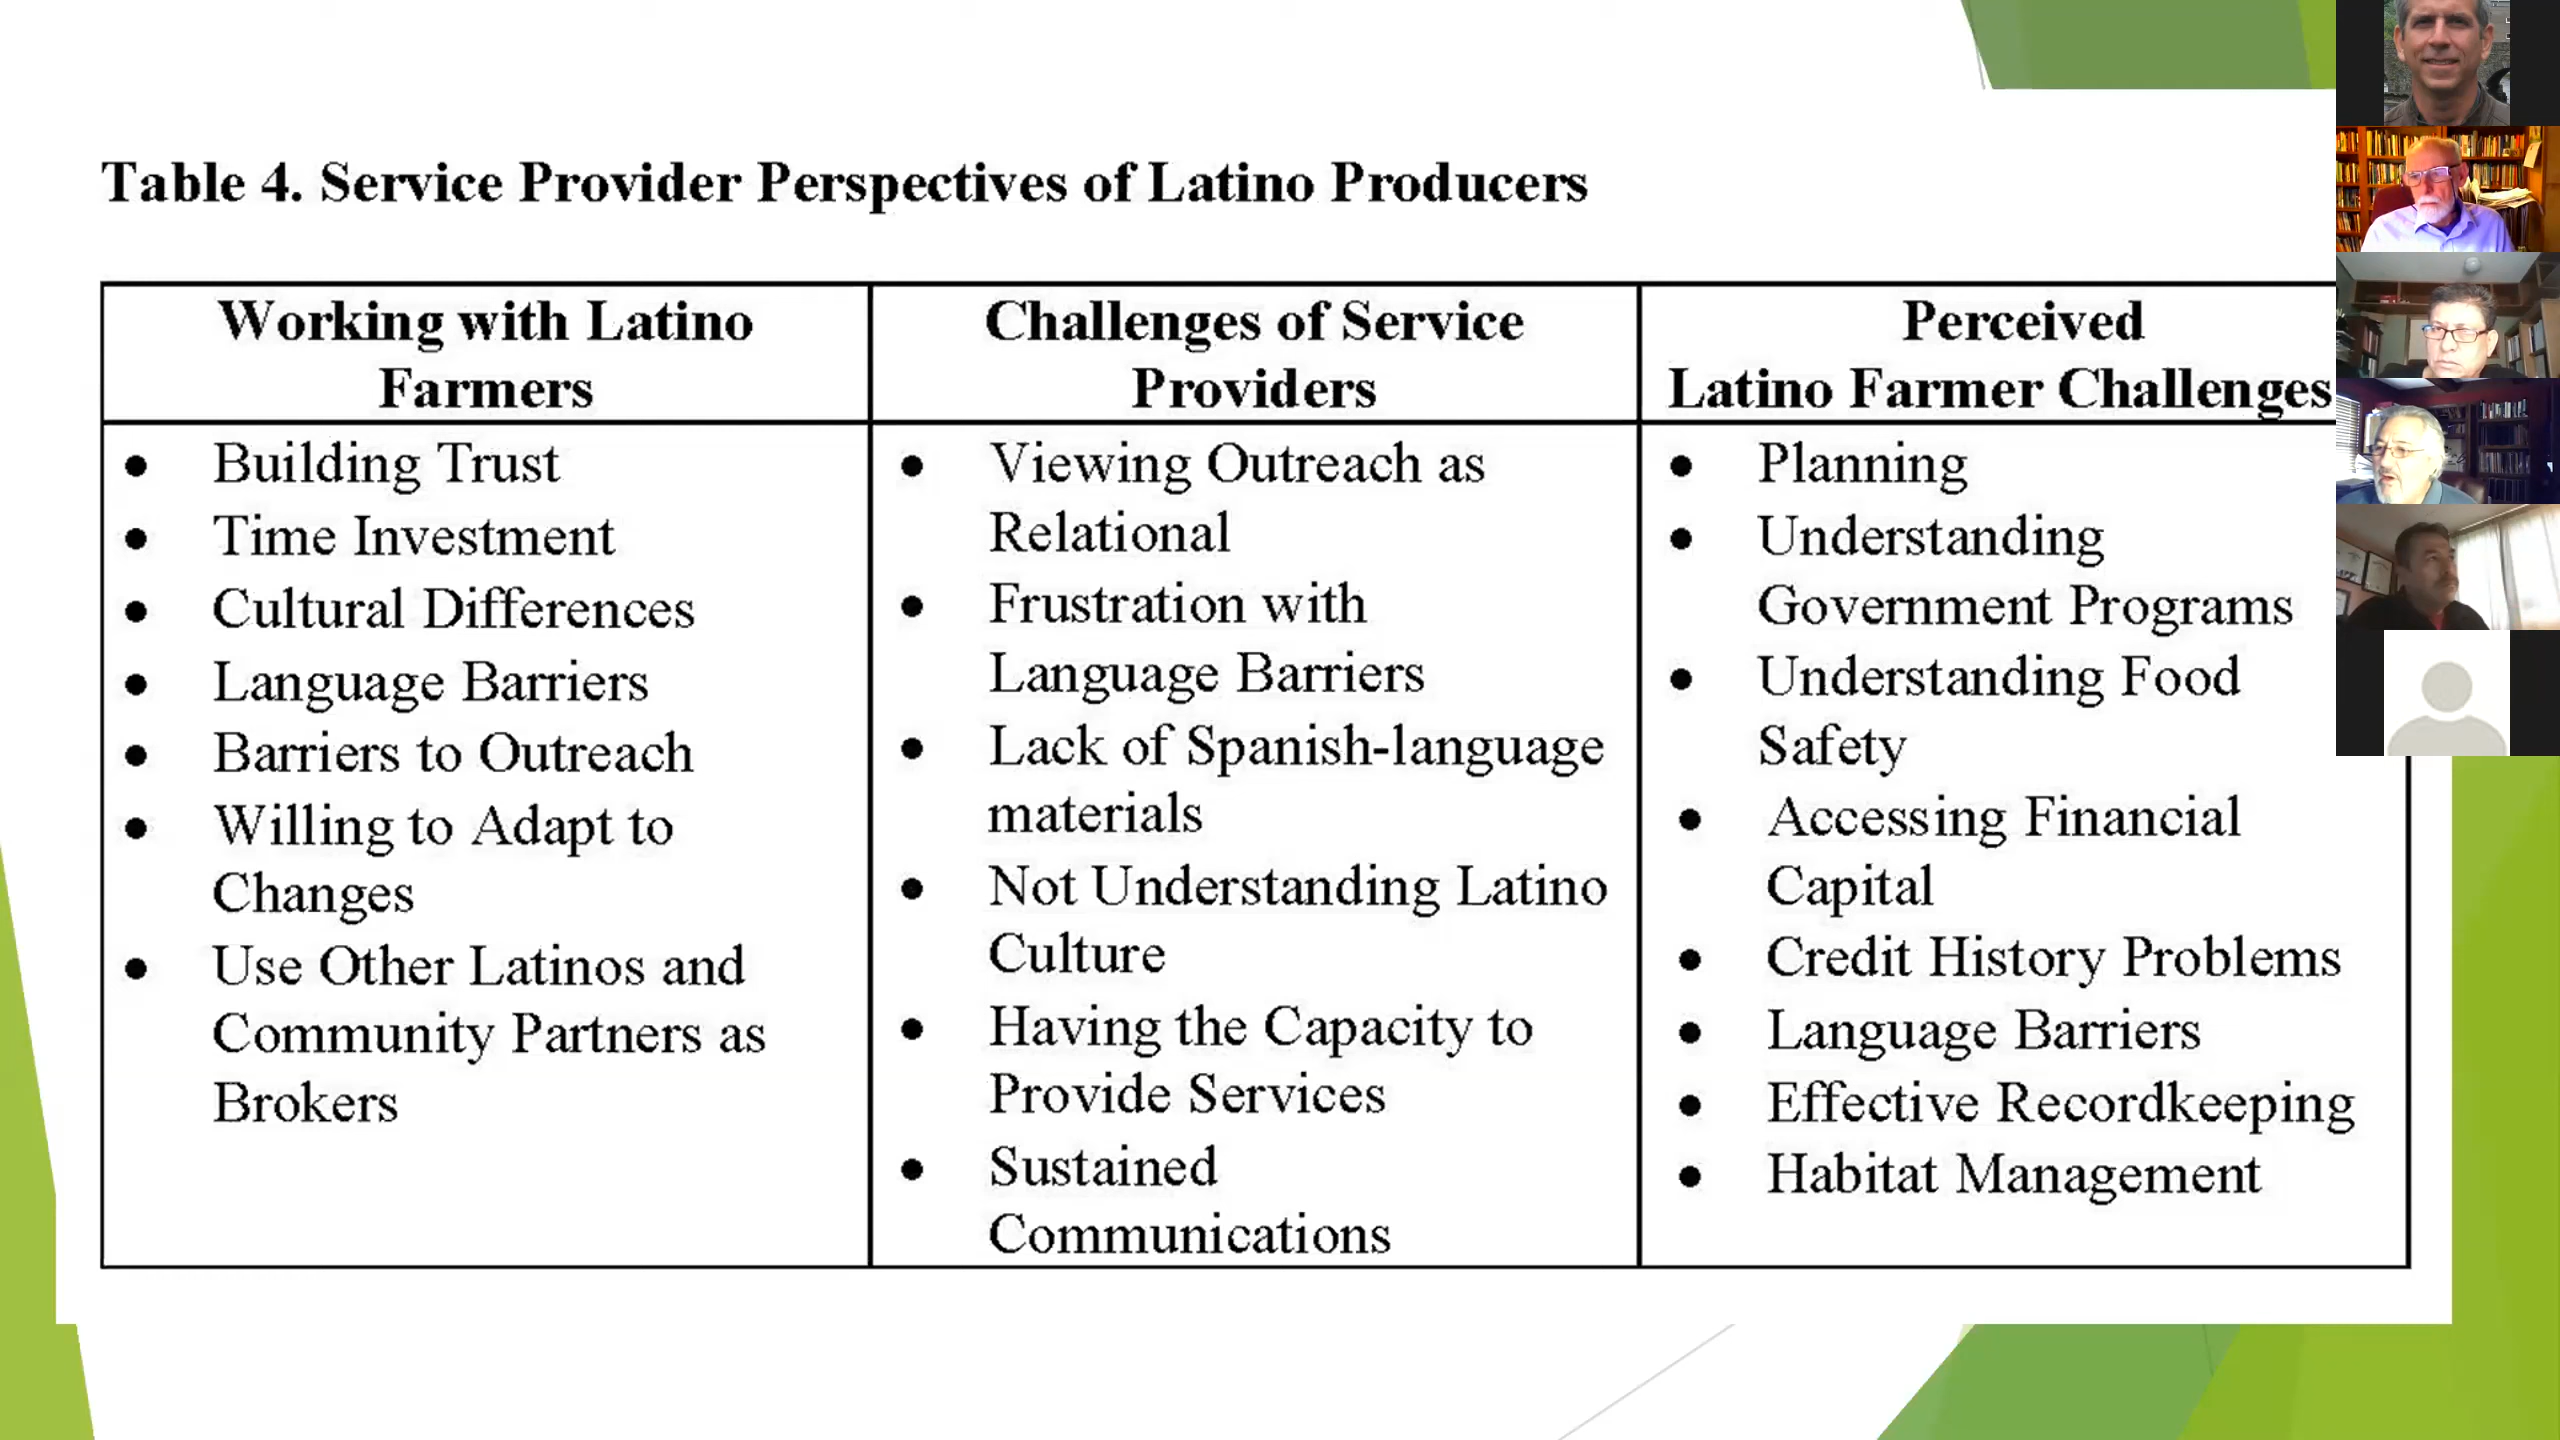 Table 4. Service Provider Perspectives of Latino Producers
Working with Latino
Farmers
• Building Trust
• Time Investment
• Cultural Differences
• Language Barriers
• Barriers to Outreach
• Willing to Adapt to
Changes
• Use Other Latinos and
Community Partners as
Brokers
Challenges of Service
Providers
• Viewing Outreach as
Relational
• Frustration with
Language Barriers
• Lack of Spanish-language
materials
• Not Understanding Latino
Culture
• Having the Capacity to
Provide Services
• Sustained
Communications
Perceived
Latino Farmer Challenges
• Planning
• Understanding
Government Programs
• Understanding Food
Safety
• Accessing Financial
Capital
• Credit History Problems
• Language Barriers
• Effective Recordkeeping
• Habitat Management